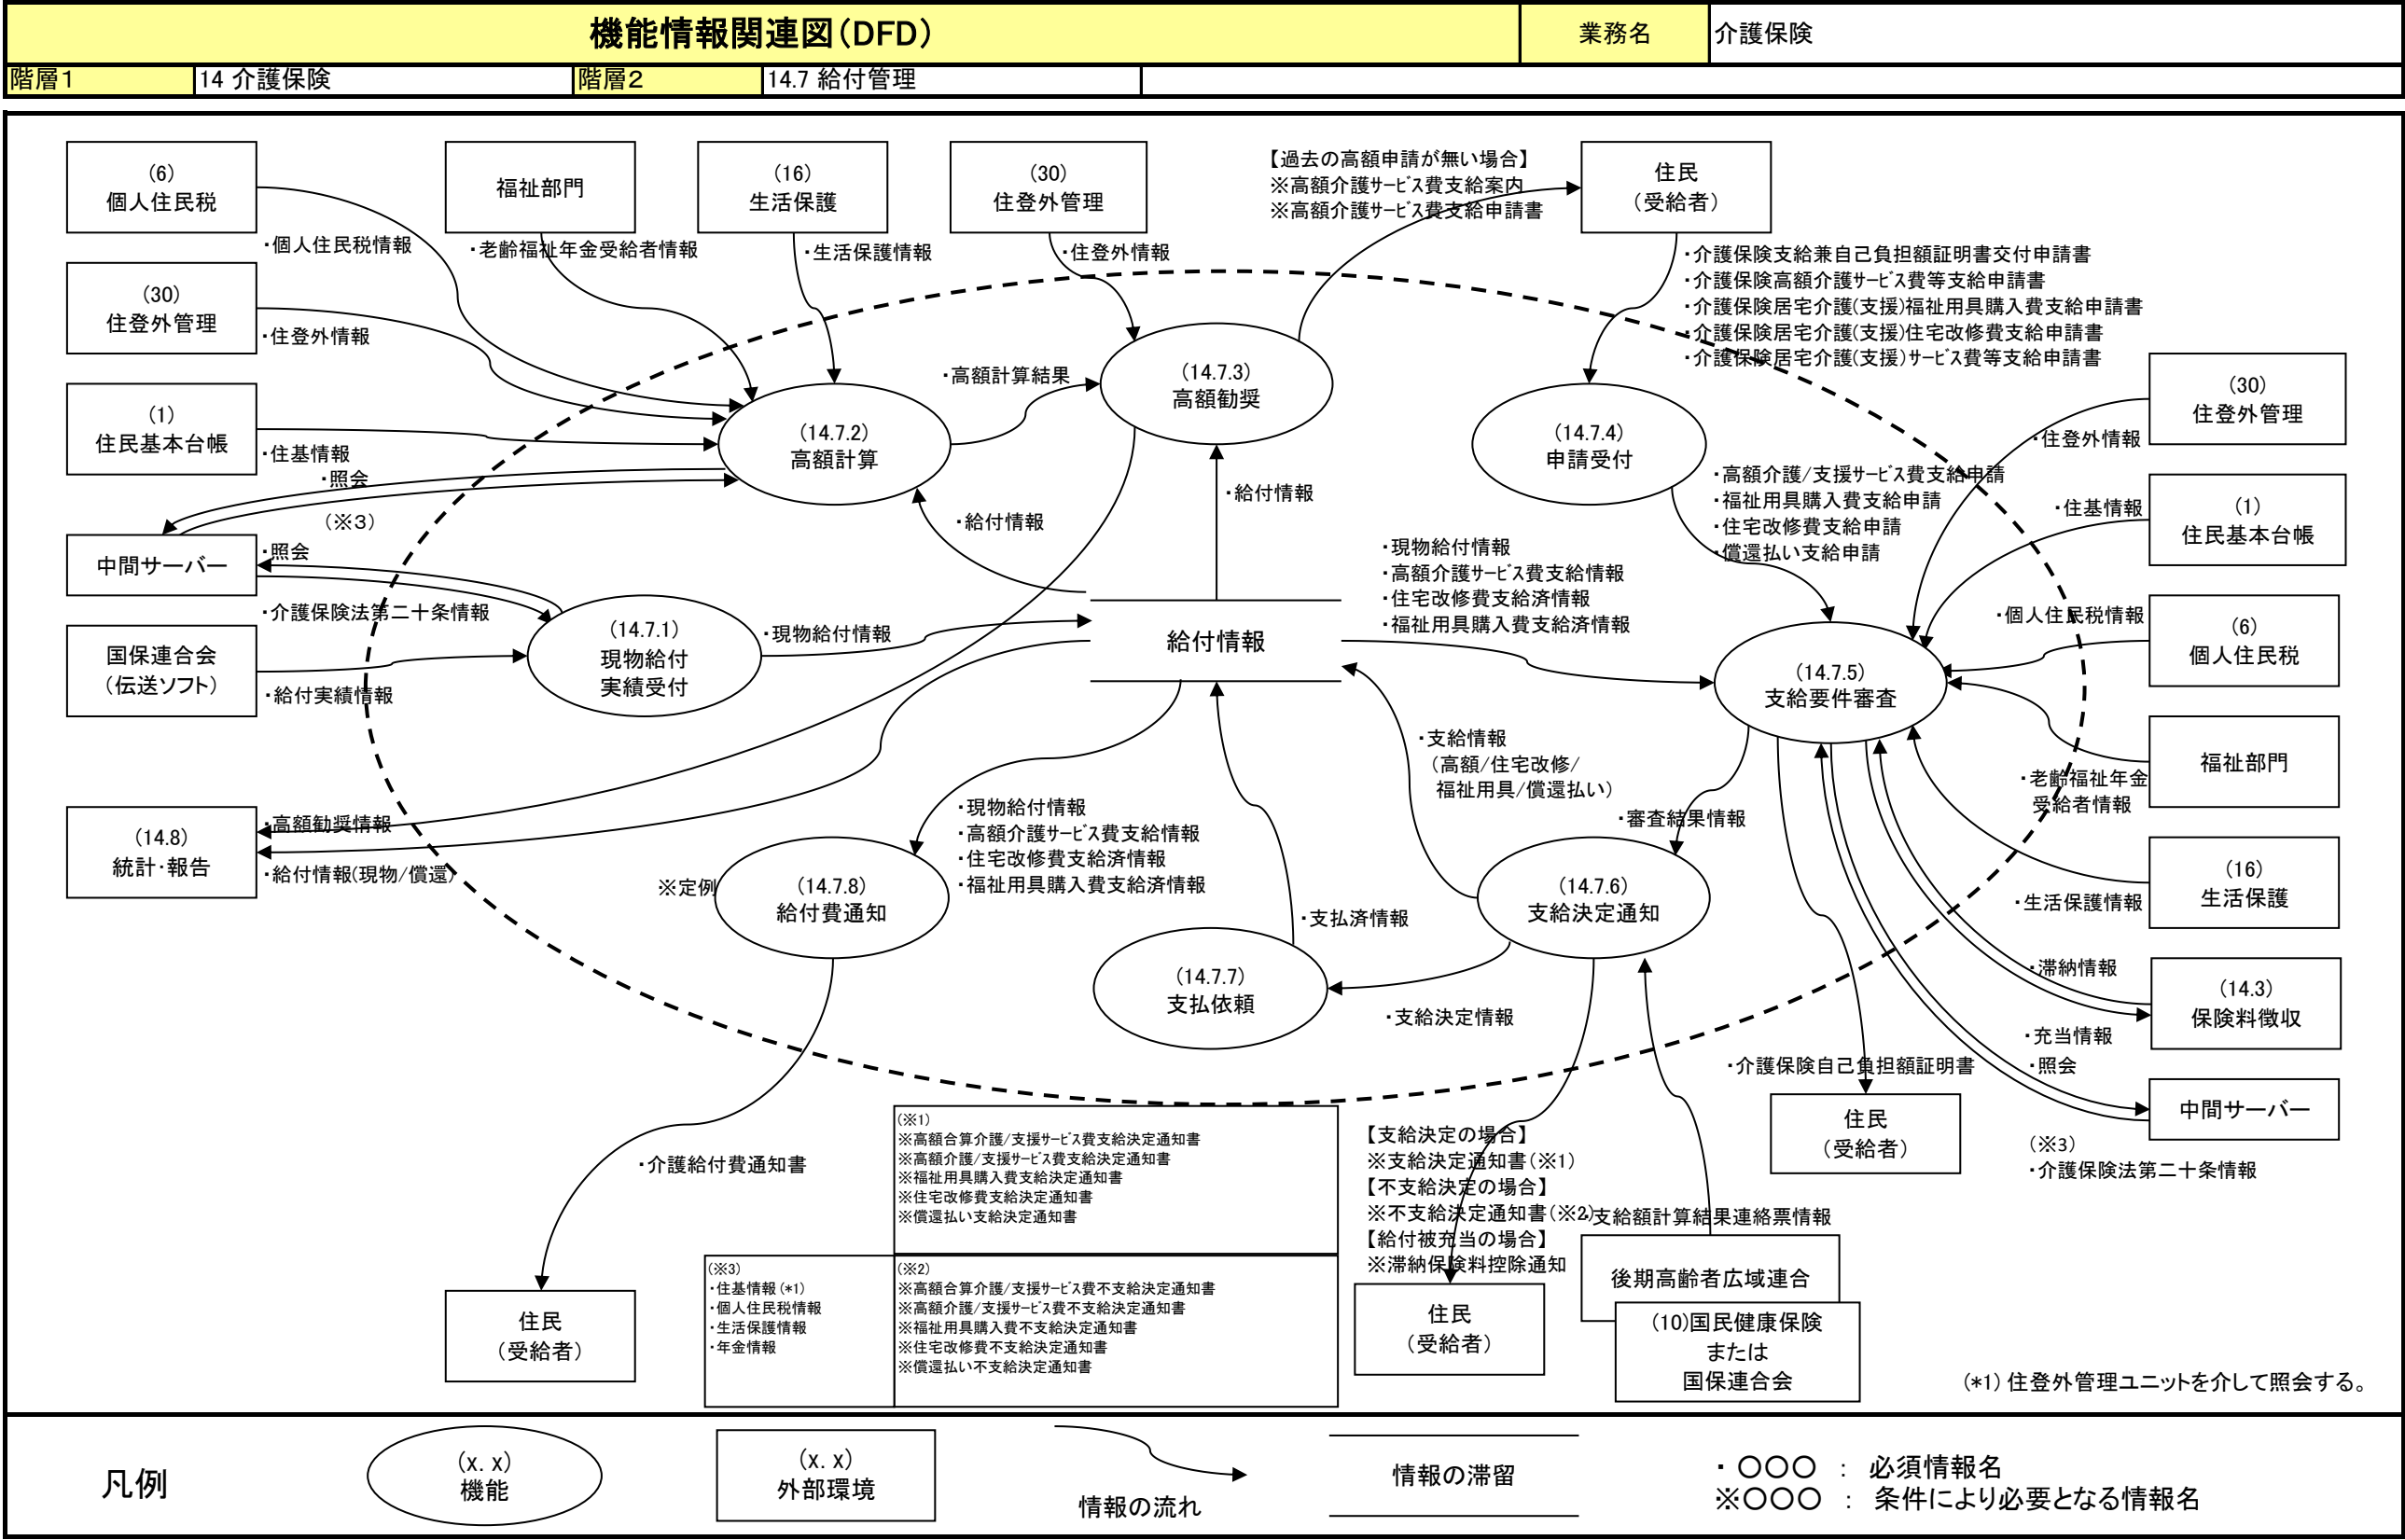 機能情報関連図(DFD)
業務名
介護保険
階層1
14 介護保険
階層2
14.7 給付管理
(6)
個人住民税
福祉部門
(16)
生活保護
(30)
住登外管理
【過去の高額申請が無い場合】
※高額介護サービス費支給案内
※高額介護サービス費支給申請書
住民
(受給者)
・個人住民税情報
・老齢福祉年金受給者情報
・生活保護情報
・住登外情報
・介護保険支給兼自己負担額証明書交付申請書
・介護保険高額介護サービス費等支給申請書
・介護保険居宅介護(支援)福祉用具購入費支給申請書
・介護保険居宅介護(支援)住宅改修費支給申請書
・介護保険居宅介護(支援)サービス費等支給申請書
(30)
住登外管理
・住登外情報
(1)
住民基本台帳
・住基情報
・照会
(※3)
(14.7.2)
高額計算
・高額計算結果
(14.7.3)
高額勧奨
(14.7.4)
申請受付
(30)
住登外管理
・住登外情報
・給付情報
・給付情報
・高額介護/支援サービス費支給申請
・福祉用具購入費支給申請
・住宅改修費支給申請
・償還払い支給申請
・住基情報
(1)
住民基本台帳
中間サーバー
・照会
・介護保険法第二十条情報
国保連合会
(伝送ソフト)
・給付実績情報
(14.7.1)
現物給付
実績受付
・現物給付情報
給付情報
・現物給付情報
・高額介護サービス費支給情報
・住宅改修費支給済情報
・福祉用具購入費支給済情報
(14.7.5)
支給要件審査
・個人住民税情報
(6)
個人住民税
福祉部門
・老齢福祉年金
受給者情報
・支給情報
(高額/住宅改修/
福祉用具/償還払い)
・審査結果情報
(14.8)
統計・報告
・高額勧奨情報
・給付情報(現物/償還)
※定例
(14.7.8)
給付費通知
・現物給付情報
・高額介護サービス費支給情報
・住宅改修費支給済情報
・福祉用具購入費支給済情報
・支払済情報
(14.7.6)
支給決定通知
(16)
生活保護
・生活保護情報
(14.7.7)
支払依頼
・支給決定情報
・滞納情報
(14.3)
保険料徴収
・充当情報
・照会
・介護保険自己負担額証明書
住民
(受給者)
中間サーバー
(※3)
・介護保険法第二十条情報
・介護給付費通知書
住民
(受給者)
(※1)
※高額合算介護/支援サービス費支給決定通知書
※高額介護/支援サービス費支給決定通知書
※福祉用具購入費支給決定通知書
※住宅改修費支給決定通知書
※償還払い支給決定通知書
(※3)
・住基情報(*1)
・個人住民税情報
・生活保護情報
・年金情報
(※2)
※高額合算介護/支援サービス費不支給決定通知書
※高額介護/支援サービス費不支給決定通知書
※福祉用具購入費不支給決定通知書
※住宅改修費不支給決定通知書
※償還払い不支給決定通知書
【支給決定の場合】
※支給決定通知書(※1)
【不支給決定の場合】
※不支給決定通知書(※2)
【給付被充当の場合】
※滞納保険料控除通知
住民
(受給者)
・支給額計算結果連絡票情報
後期高齢者広域連合
(10)国民健康保険
または
国保連合会
(*1) 住登外管理ユニットを介して照会する。
凡例
(x. x)
機能
(x. x)
外部環境
情報の流れ
情報の滞留
・ 〇〇〇 : 必須情報名
※〇〇〇 : 条件により必要となる情報名